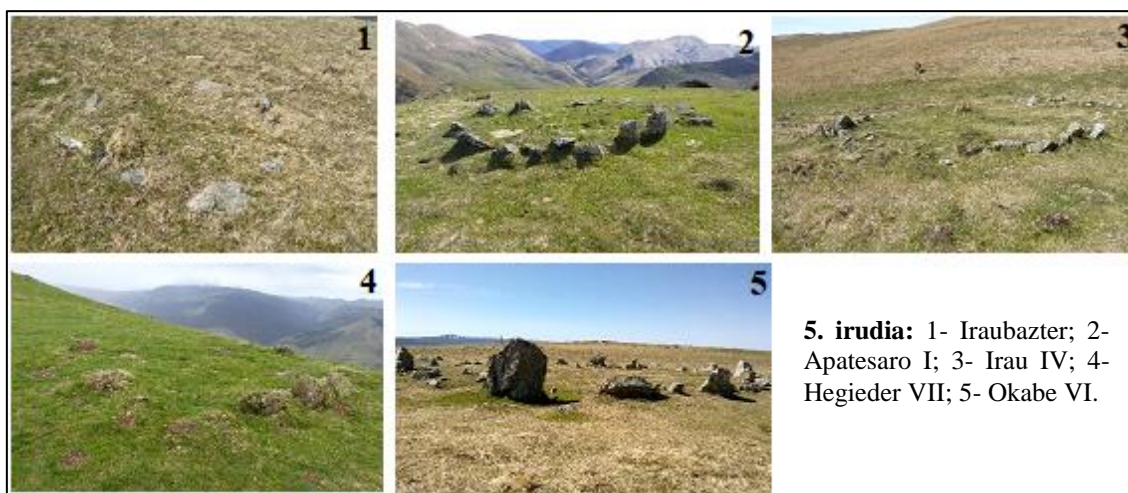 1
2
3
4
5
5. irudia: 1- Iraubazter; 2-
Apatesaro I; 3- Irau IV; 4-
Hegieder VII; 5- Okabe VI.